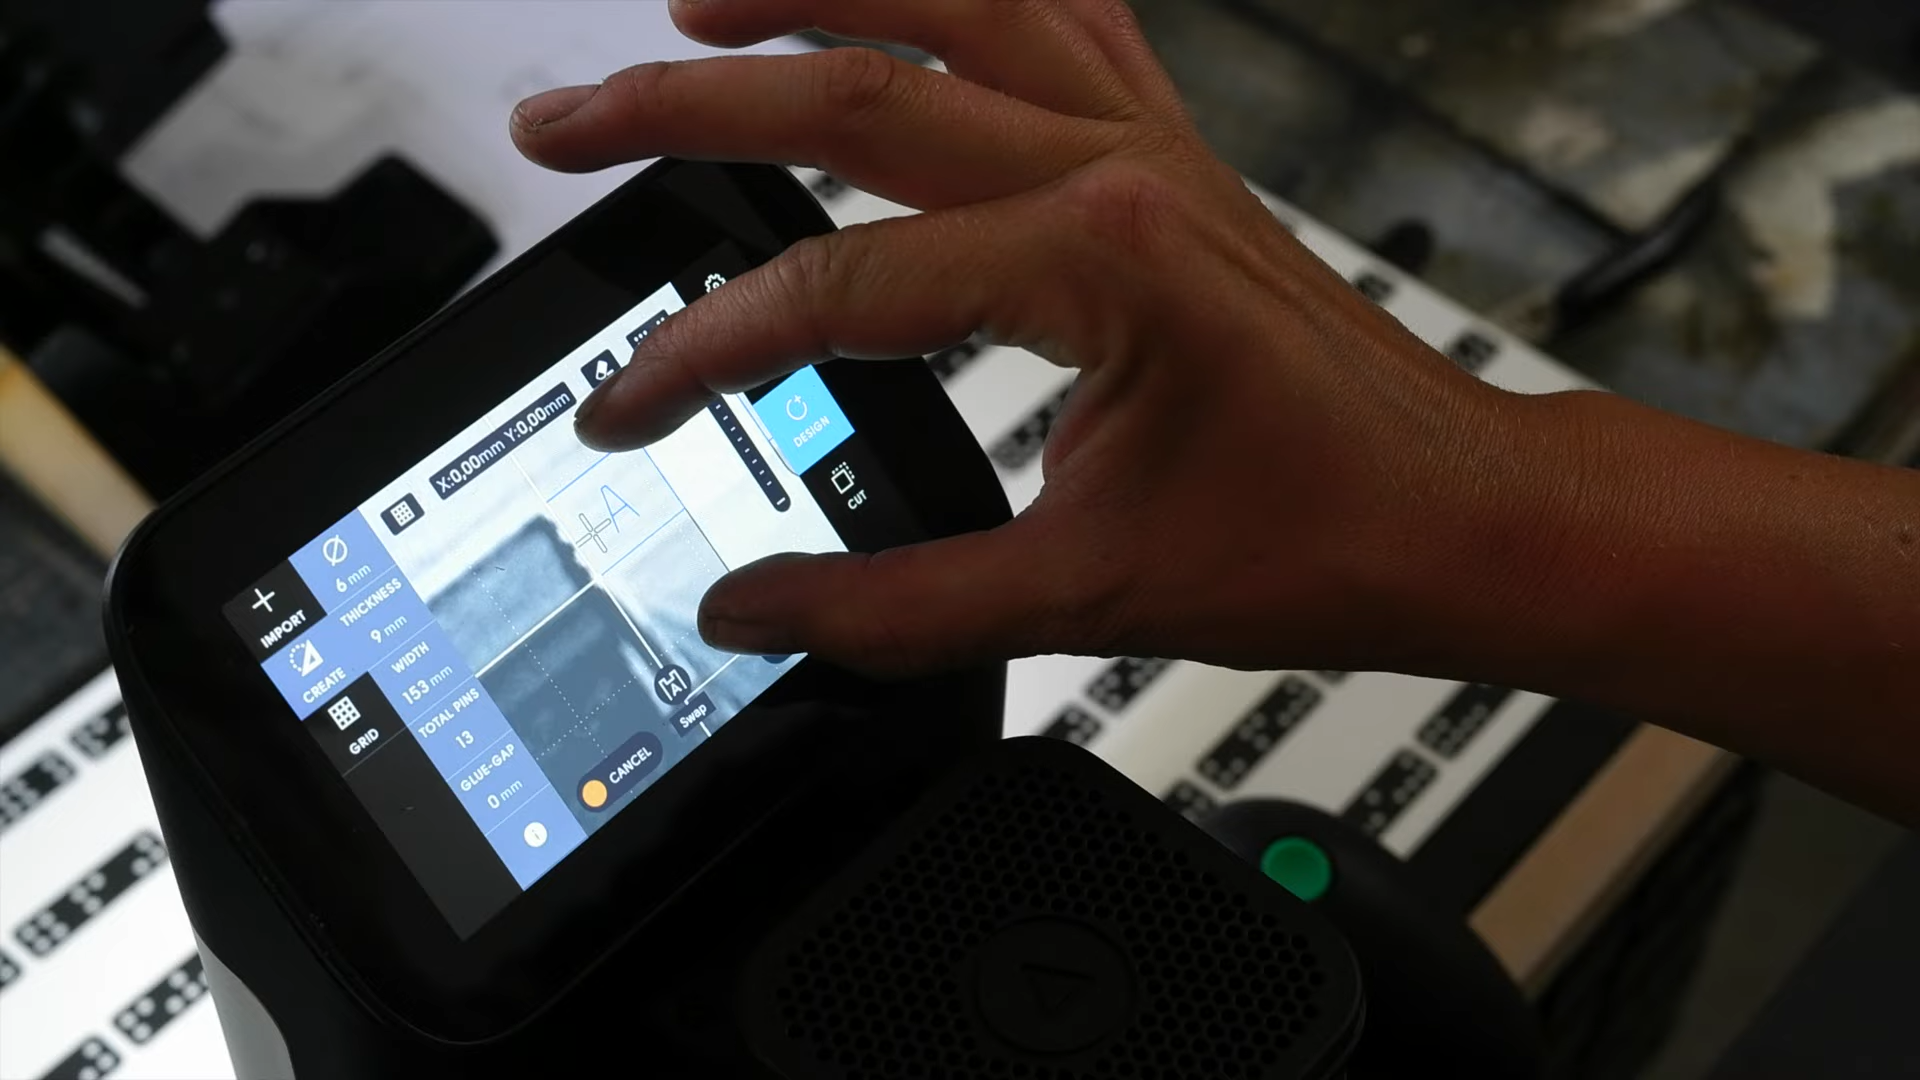 X:0,00mm Y:0,00mm
DESIGN
CUT
IMPORT
CREATE
GRID
6 mm
THICKNESS
9 mm
WIDTH
153 mm
TOTAL PINS
13
GLUE-GAP
0 mm
i
A
A
Swap
CANCEL